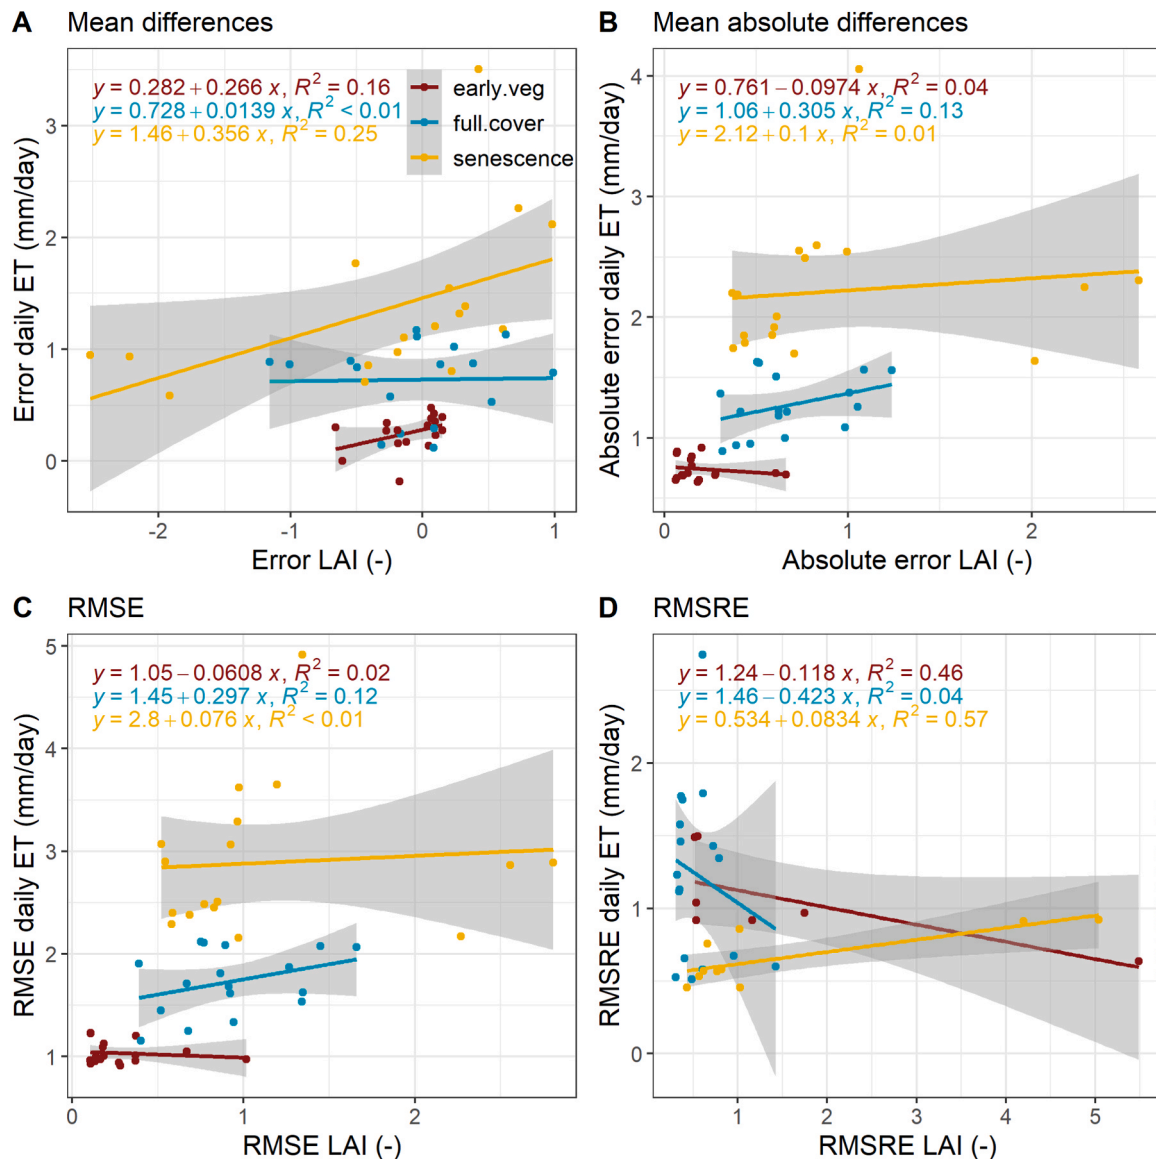 A Mean differences
y = 0.282 + 0.266 x, R² = 0.16
y = 0.728 + 0.0139 x, R² < 0.01
y = 1.46 + 0.356 x, R² = 0.25
early.veg
full.cover
senescence
3
2
1
0
Error daily ET (mm/day)
-2 -1 0 1
Error LAI (-)
B Mean absolute differences
y = 0.761 − 0.0974 x, R² = 0.04
y = 1.06 + 0.305 x, R² = 0.13
y = 2.12 + 0.1 x, R² = 0.01
4
3
2
1
Absolute error daily ET (mm/day)
0 1 2
Absolute error LAI (-)
C RMSE
y = 1.05 − 0.0608 x, R² = 0.02
y = 1.45 + 0.297 x, R² = 0.12
y = 2.8 + 0.076 x, R² < 0.01
5
4
3
2
1
RMSE daily ET (mm/day)
0 1 2
RMSE LAI (-)
D RMSRE
y = 1.24 − 0.118 x, R² = 0.46
y = 1.46 − 0.423 x, R² = 0.04
y = 0.534 + 0.0834 x, R² = 0.57
2
1
0
RMSRE daily ET (mm/day)
1 2 3 4 5
RMSRE LAI (-)